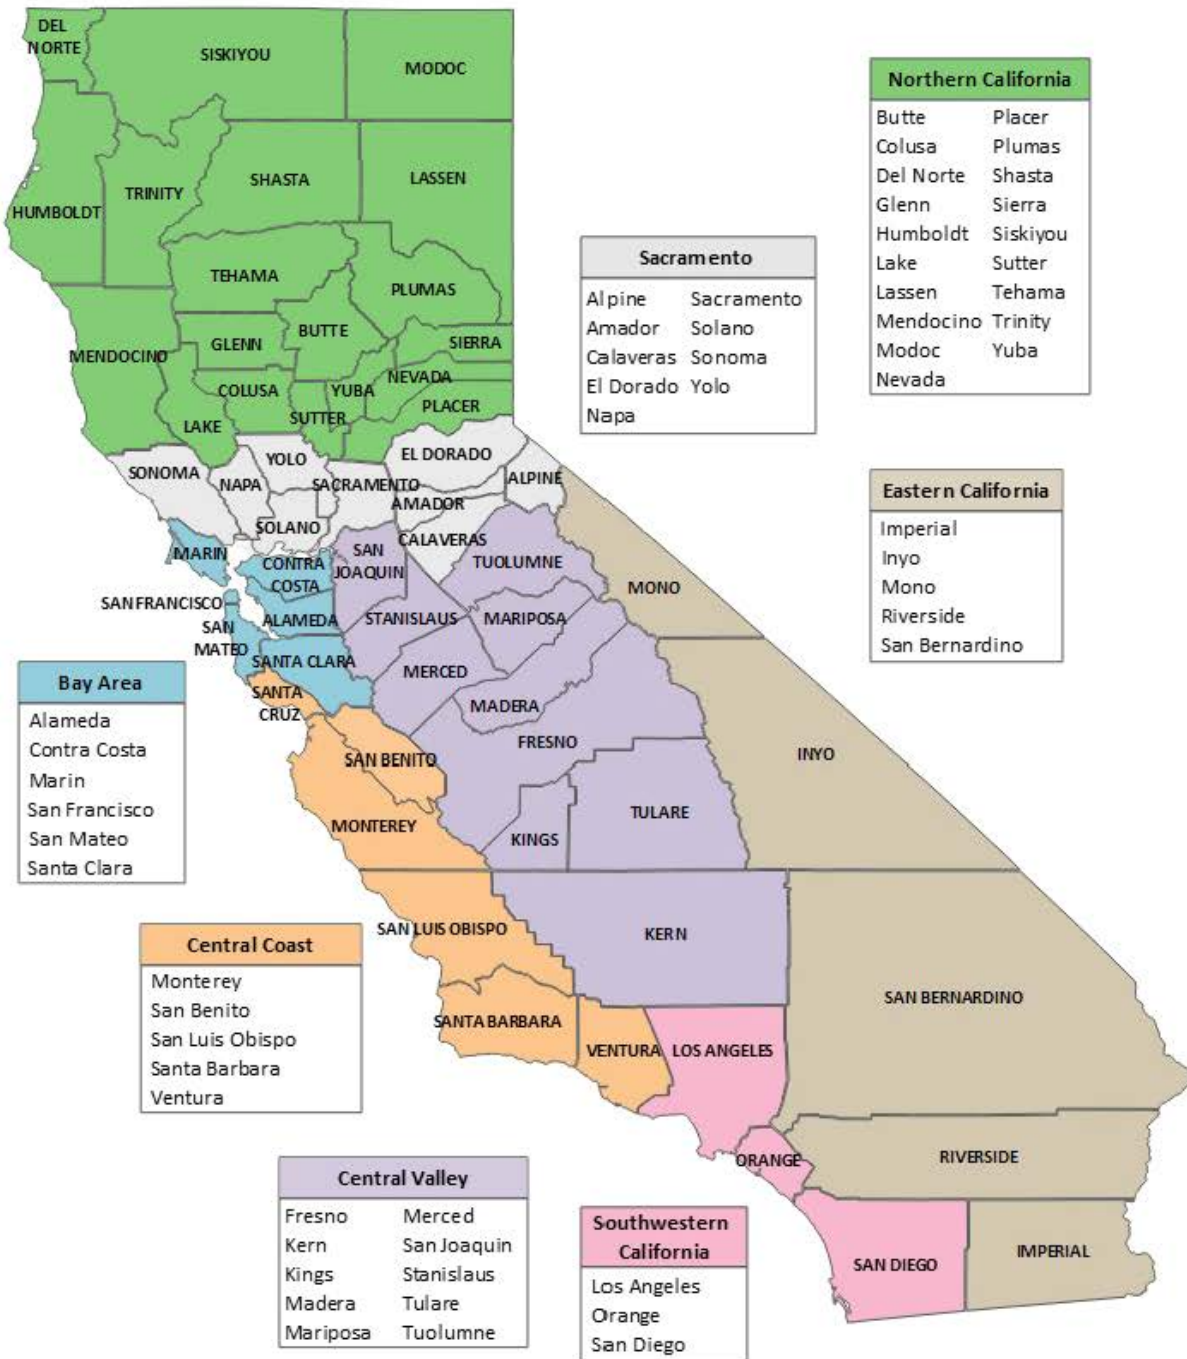 DEL
NORTE
SISKIYOU
MODOC
HUMBOLDT
TRINITY
SHASTA
LASSEN
TEHAMA
PLUMAS
BUTTE
GLENN
SIERRA
MENDOCINO
COLUSA
YUBA
NEVADA
LAKE
SUTTER
PLACER
SONOMA
NAPA
YOLO
SACRAMENTO
EL DORADO
ALPINE
AMADOR
SOLANO
CALAVERAS
MARIN
CONTRA
COSTA
SAN
JOAQUIN
TUOLUMNE
MONO
SAN FRANCISCO
ALAMEDA
STANISLAUS
MARIPOSA
SAN
MATEO
SANTA CLARA
MERCED
SANTA
CRUZ
MADERA
FRESNO
INYO
SAN BENITO
MONTEREY
KINGS
TULARE
SAN LUIS OBISPO
KERN
SAN BERNARDINO
SANTA BARBARA
VENTURA
LOS ANGELES
ORANGE
RIVERSIDE
SAN DIEGO
IMPERIAL
Northern California
Butte Placer
Colusa Plumas
Del Norte Shasta
Glenn Sierra
Humboldt Siskiyou
Lake Sutter
Lassen Tehama
Mendocino Trinity
Modoc Yuba
Nevada
Sacramento
Alpine Sacramento
Amador Solano
Calaveras Sonoma
El Dorado Yolo
Napa
Eastern California
Imperial
Inyo
Mono
Riverside
San Bernardino
Bay Area
Alameda
Contra Costa
Marin
San Francisco
San Mateo
Santa Clara
Central Coast
Monterey
San Benito
San Luis Obispo
Santa Barbara
Ventura
Central Valley
Fresno Merced
Kern San Joaquin
Kings Stanislaus
Madera Tulare
Mariposa Tuolumne
Southwestern
California
Los Angeles
Orange
San Diego